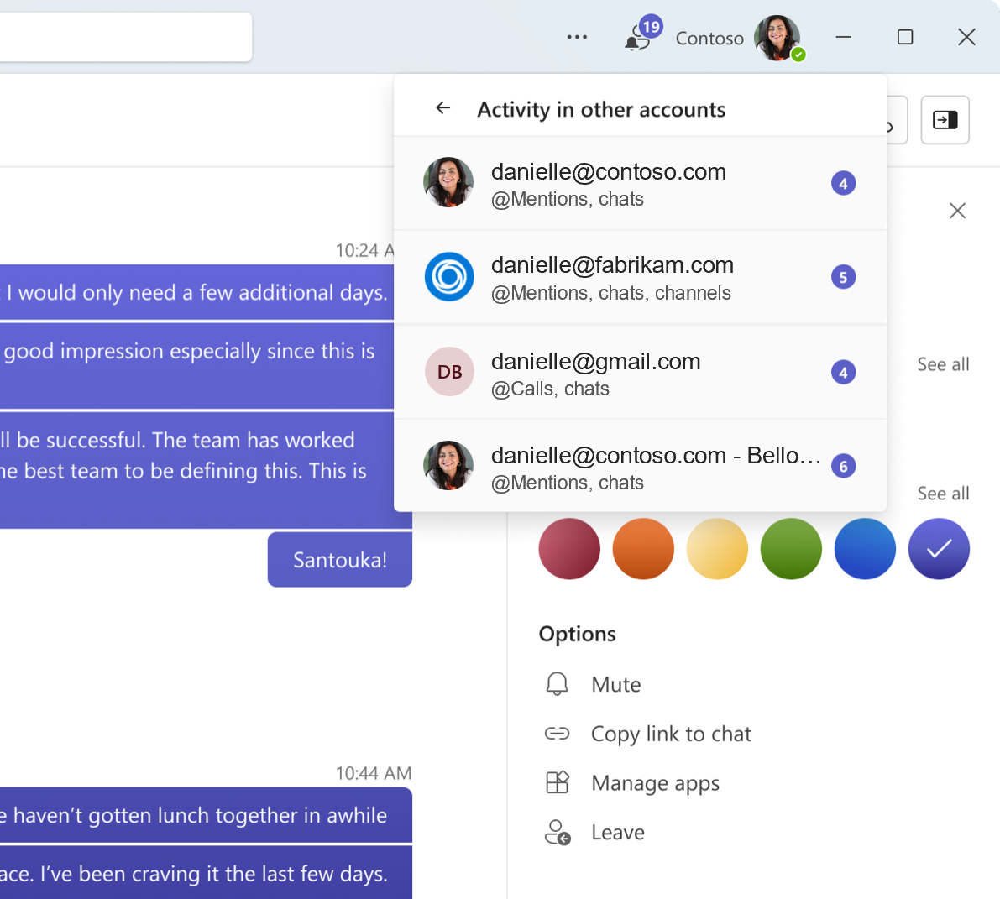 19
Contoso
Activity in other accounts
danielle@contoso.com
@Mentions, chats
4
danielle@fabrikam.com
@Mentions, chats, channels
5
DB
danielle@gmail.com
@Calls, chats
4
danielle@contoso.com - Bello...
@Mentions, chats
6
10:24 A
I would only need a few additional days.
good impression especially since this is
ll be successful. The team has worked
he best team to be defining this. This is
Santouka!
10:44 AM
e haven't gotten lunch together in awhile
ace. I've been craving it the last few days.
See all
See all
Options
Mute
Copy link to chat
Manage apps
Leave